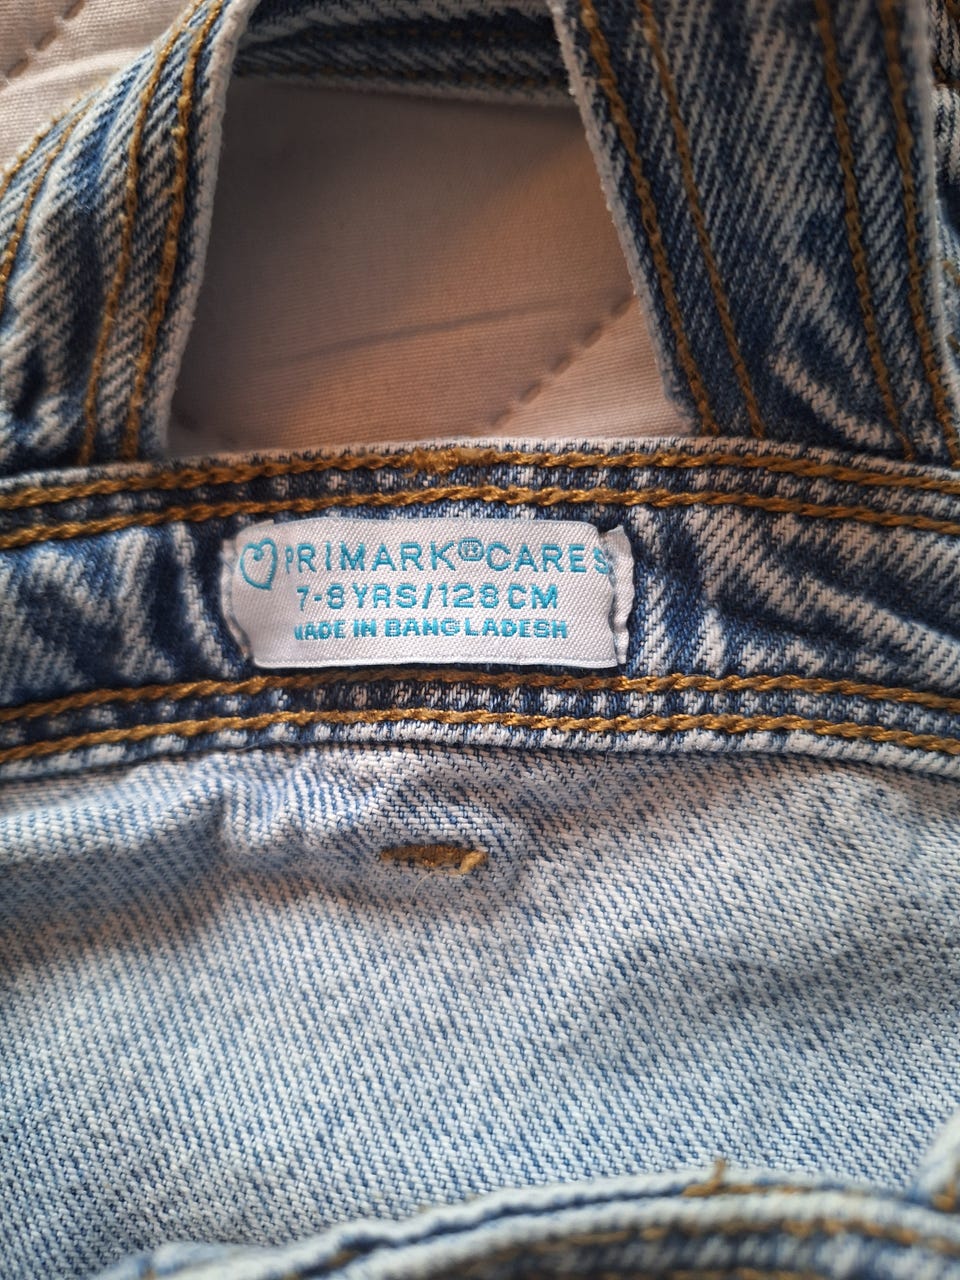 PRIMARK®CARES
7-8YRS/128CM
MADE IN BANGLADESH